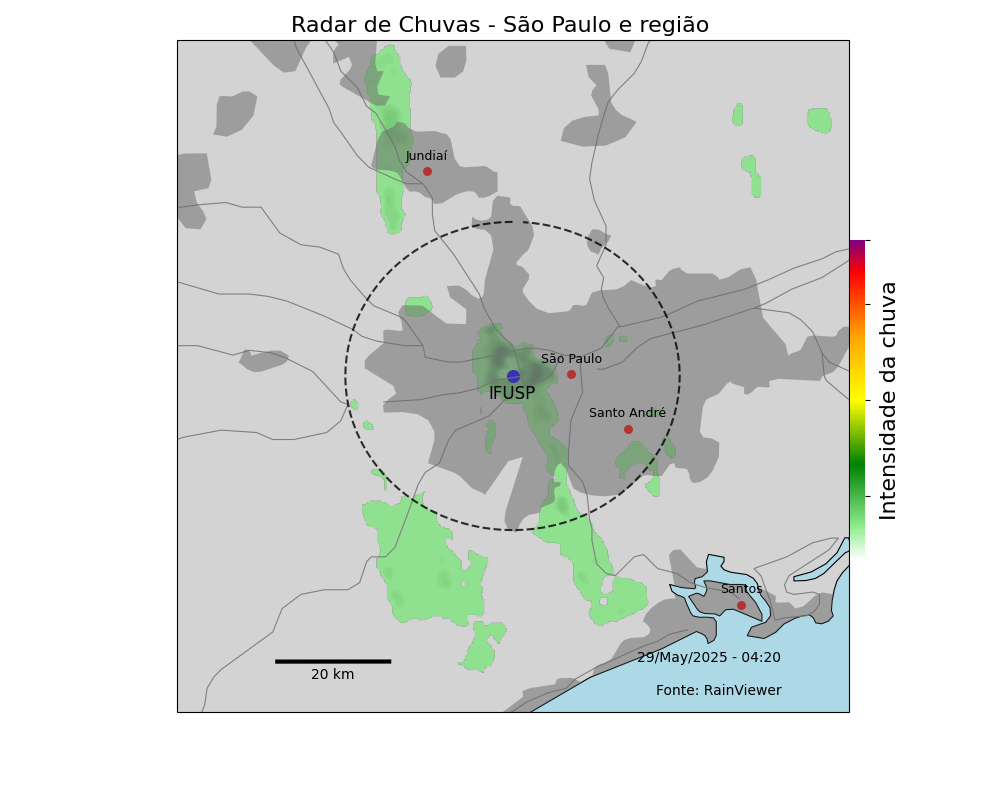 Radar de Chuvas - São Paulo e região
Jundiaí
São Paulo
IFUSP
Santo André
Intensidade da chuva
Santos
29/May/2025 - 04:20
20 km
Fonte: RainViewer